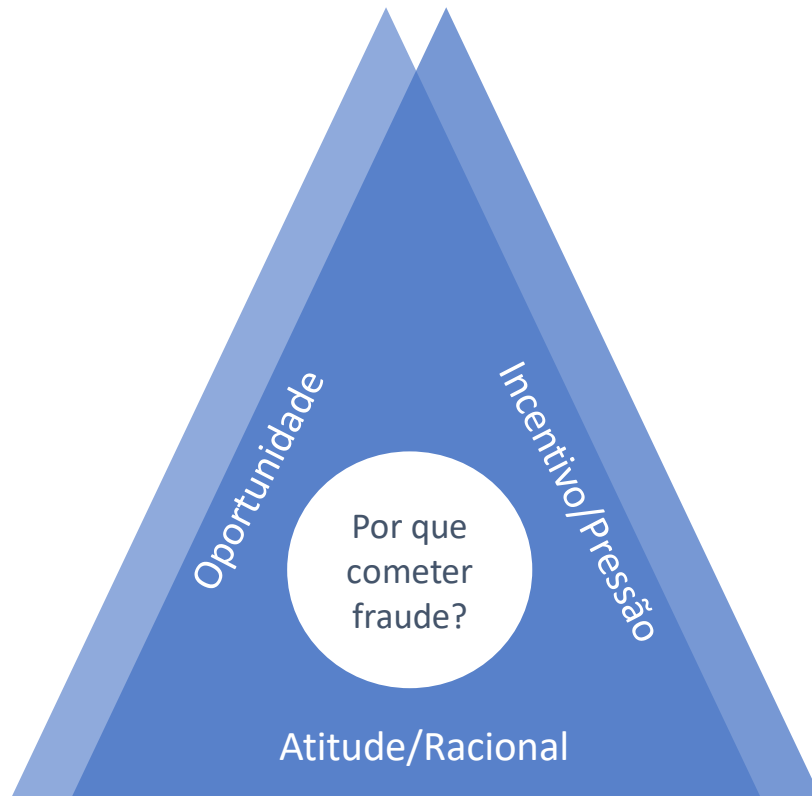 Oportunidade
Incentivo/Pressão
Por que
cometer
fraude?
Atitude/Racional